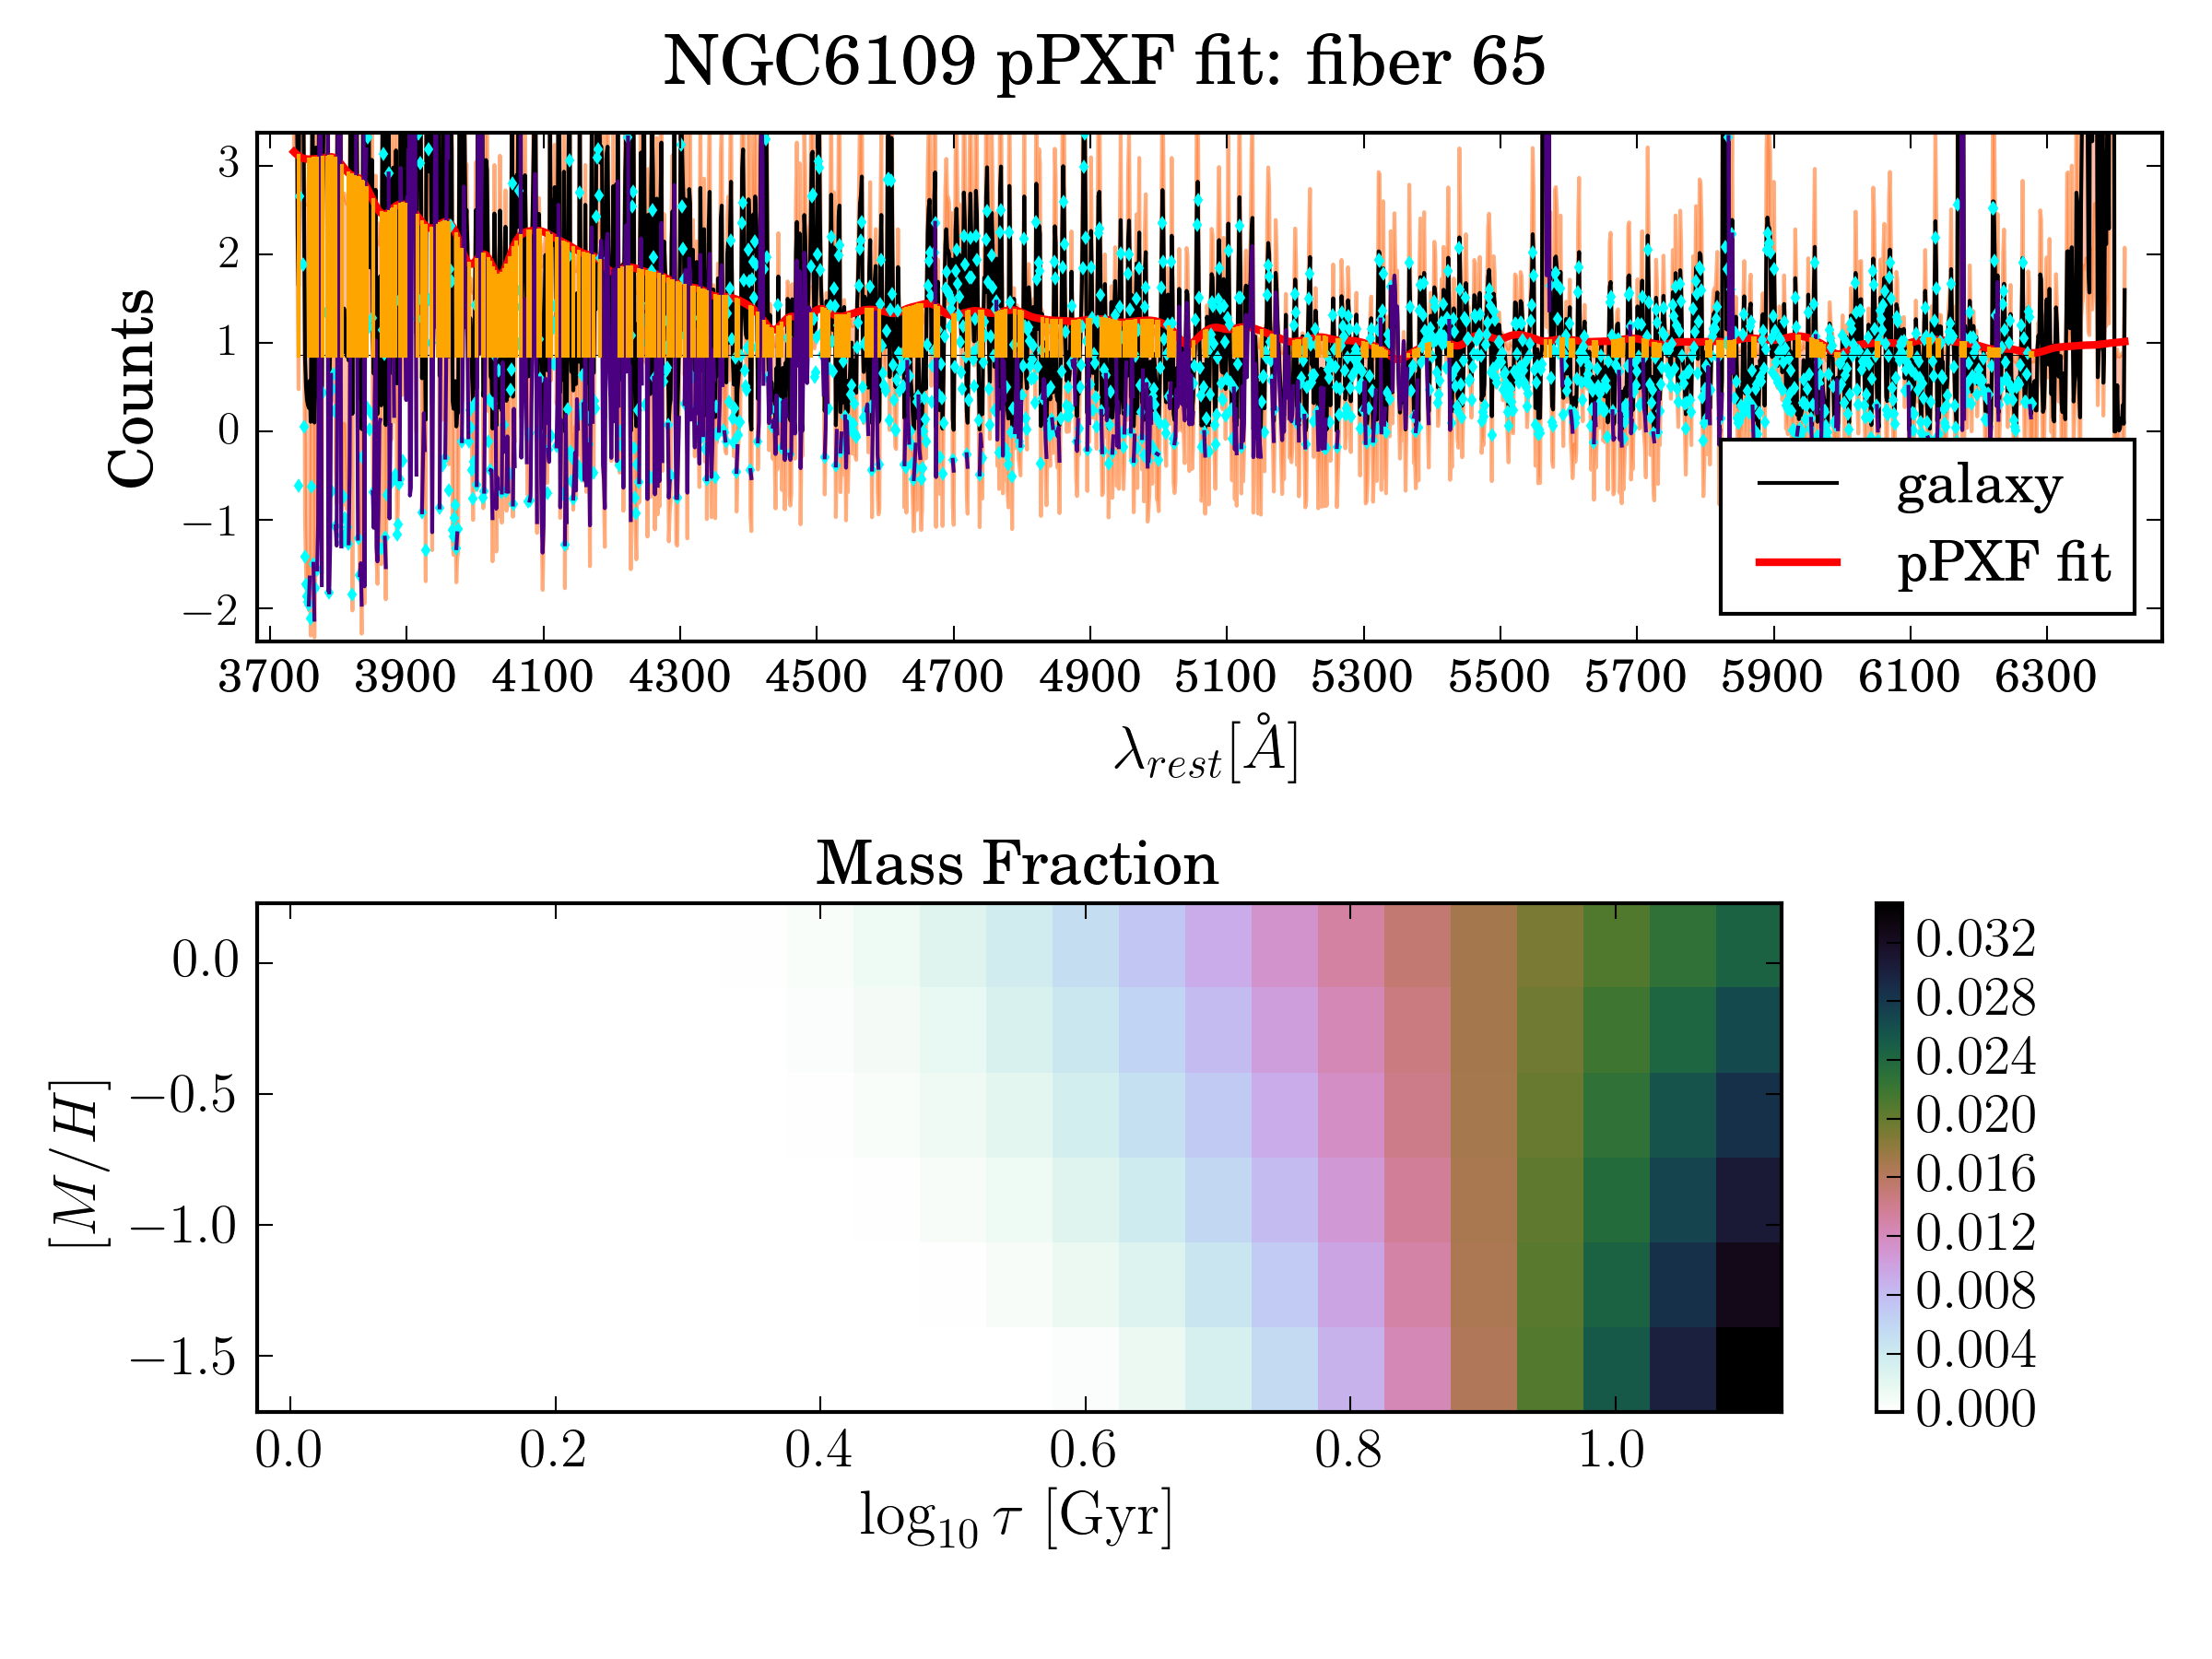 NGC6109 pPXF fit: fiber 65
3
2
1
0
−1
−2
Counts
galaxy
pPXF fit
3700 3900 4100 4300 4500 4700 4900 5100 5300 5500 5700 5900 6100 6300
λ_rest[Å]
Mass Fraction
0.0
−0.5
−1.0
−1.5
[M/H]
0.032
0.028
0.024
0.020
0.016
0.012
0.008
0.004
0.000
0.0 0.2 0.4 0.6 0.8 1.0
log₁₀ τ [Gyr]